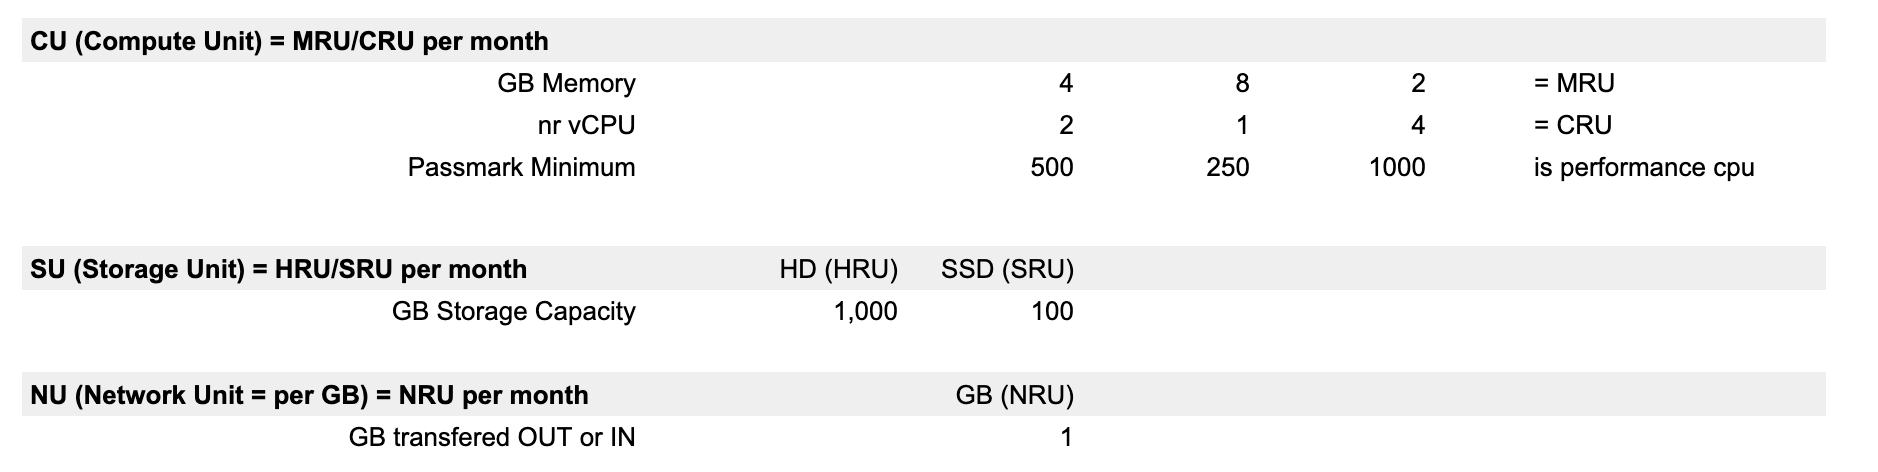 CU (Compute Unit) = MRU/CRU per month
GB Memory 4 8 2 = MRU
nr vCPU 2 1 4 = CRU
Passmark Minimum 500 250 1000 is performance cpu
SU (Storage Unit) = HRU/SRU per month HD (HRU) SSD (SRU)
GB Storage Capacity 1,000 100
NU (Network Unit = per GB) = NRU per month GB (NRU)
GB transfered OUT or IN 1